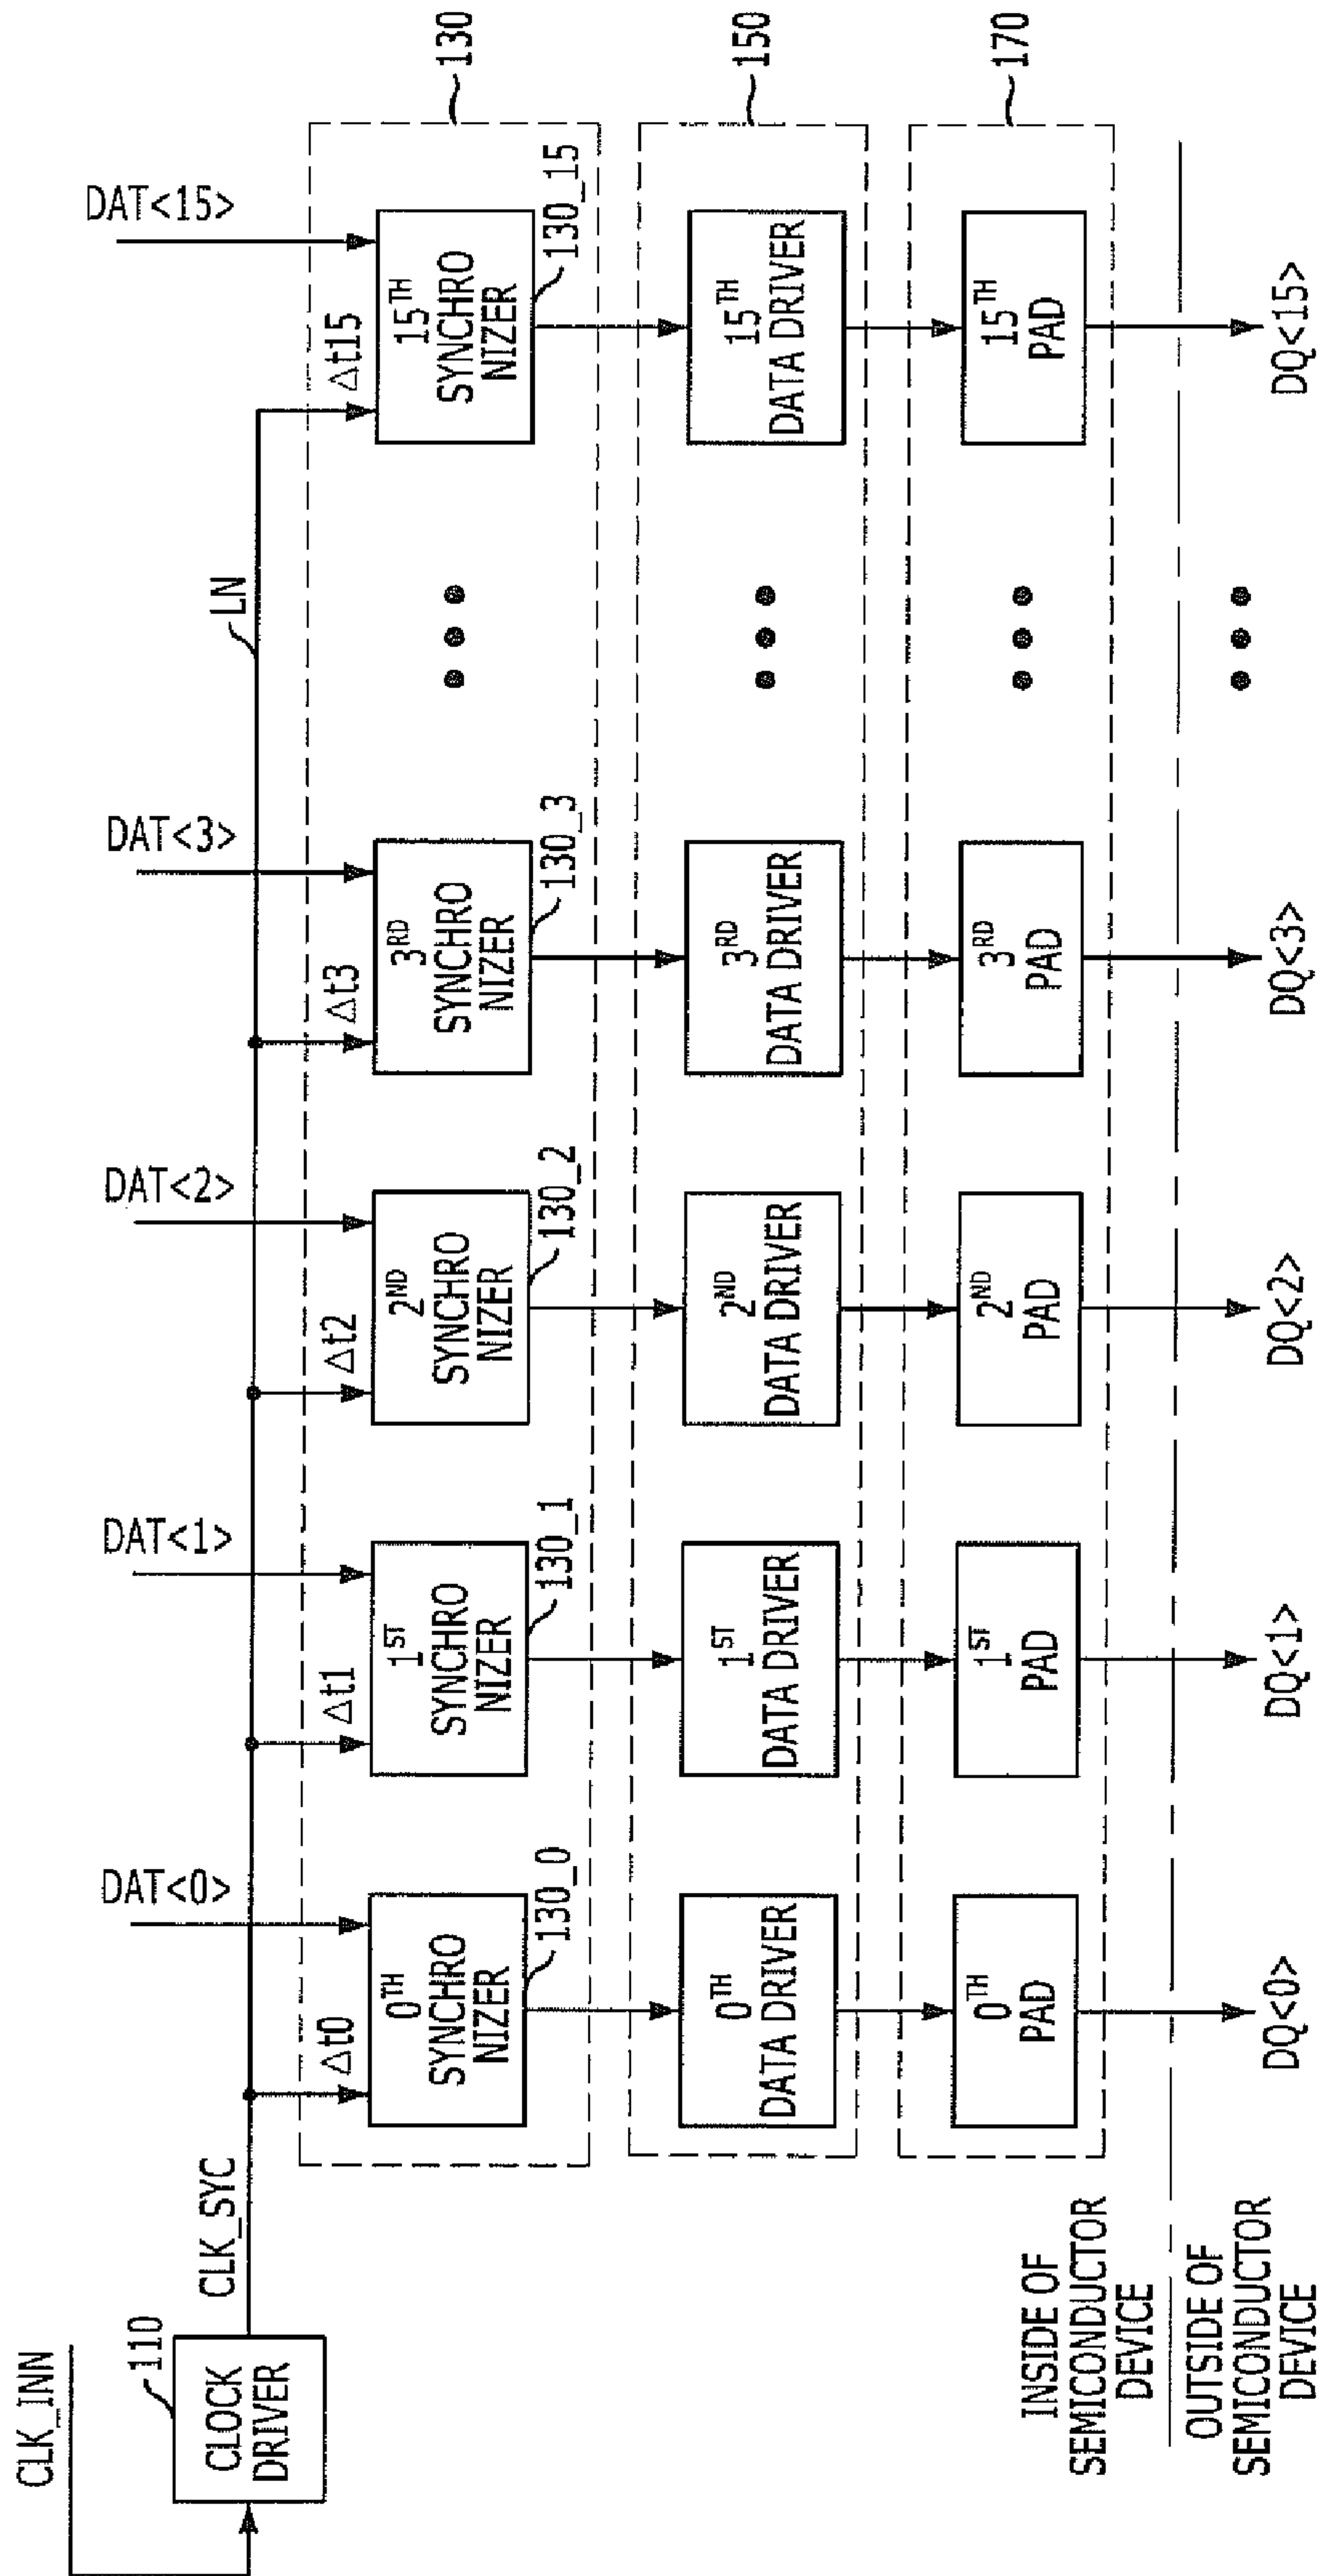 CLK_INN
110
CLOCK
DRIVER
CLK_SYC
LN
DAT<0>
DAT<1>
DAT<2>
DAT<3>
DAT<15>
Δt0
Δt1
Δt2
Δt3
Δt15
130
0TH
SYNCHRO
NIZER
130_0
1ST
SYNCHRO
NIZER
130_1
2ND
SYNCHRO
NIZER
130_2
3RD
SYNCHRO
NIZER
130_3
15TH
SYNCHRO
NIZER
130_15
150
0TH
DATA DRIVER
1ST
DATA DRIVER
2ND
DATA DRIVER
3RD
DATA DRIVER
15TH
DATA DRIVER
170
0TH
PAD
1ST
PAD
2ND
PAD
3RD
PAD
15TH
PAD
INSIDE OF
SEMICONDUCTOR
DEVICE
OUTSIDE OF
SEMICONDUCTOR
DEVICE
DQ<0>
DQ<1>
DQ<2>
DQ<3>
DQ<15>